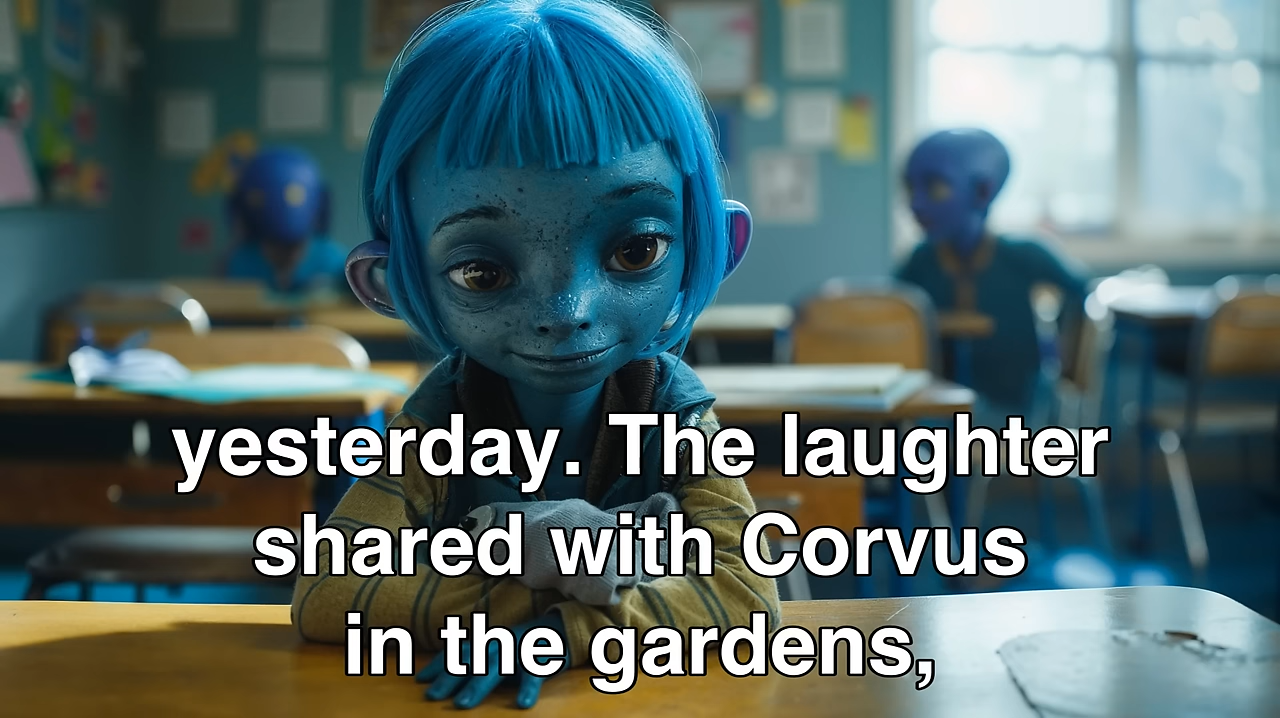 yesterday. The laughter
shared with Corvus
in the gardens,